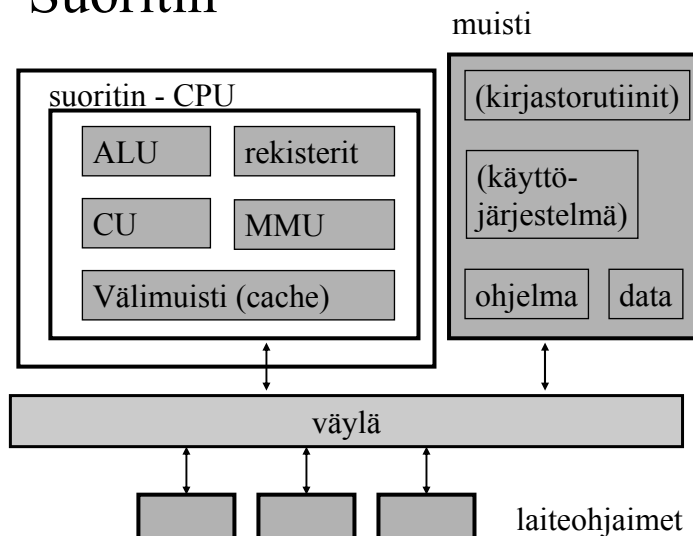 Suoritin
muisti
suoritin - CPU
(kirjastorutiinit)
ALU
rekisterit
(käyttö-
järjestelmä)
CU
MMU
Välimuisti (cache)
ohjelma
data
väylä
laiteohjaimet